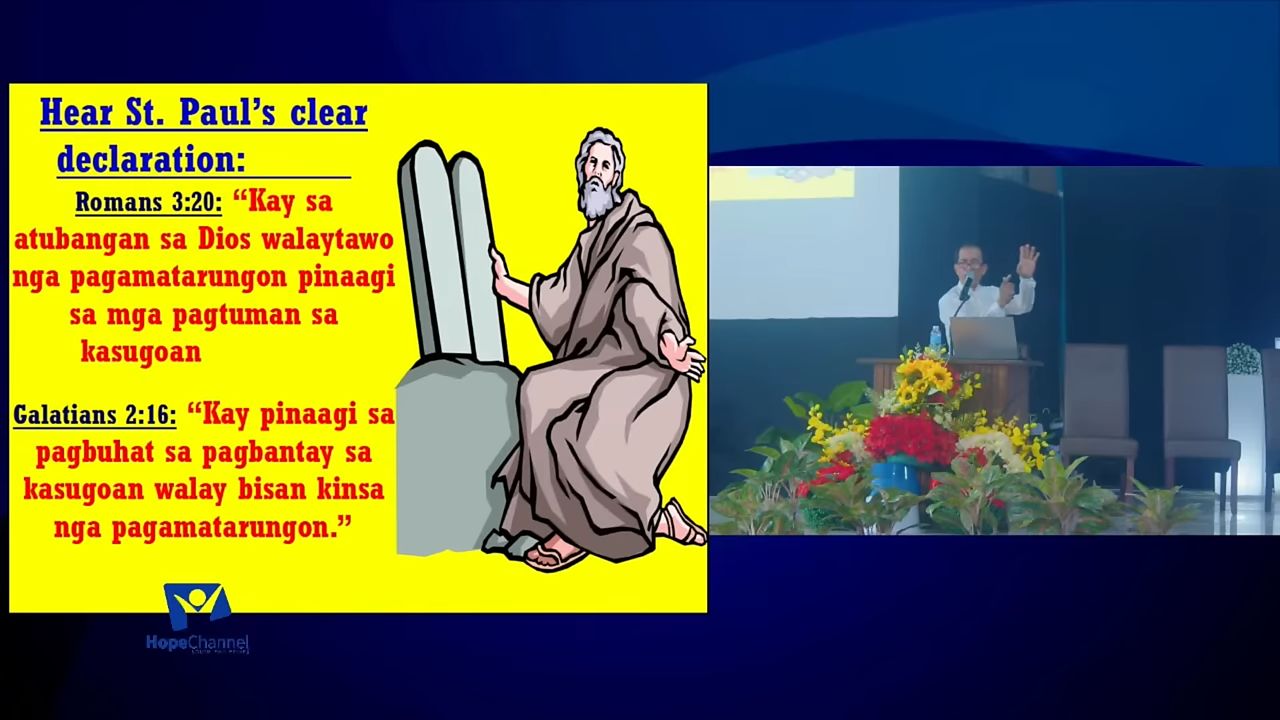 Hear St. Paul's clear
declaration:
Romans 3:20: “Kay sa
atubangan sa Dios walaytawo
nga pagamatarungon pinaagi
sa mga pagtuman sa
kasugoan
Galatians 2:16: “Kay pinaagi sa
pagbuhat sa pagbantay sa
kasugoan walay bisan kinsa
nga pagamatarungon.”
HopeChannel